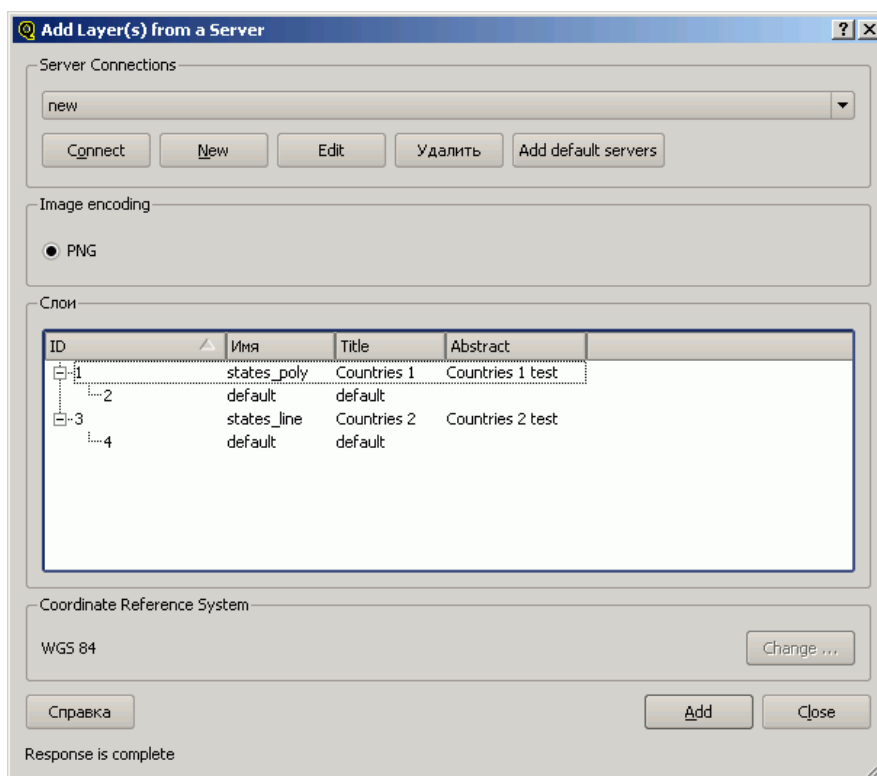 Add Layer(s) from a Server
Server Connections
new
Connect New Edit Удалить Add default servers
Image encoding
PNG
Слои
ID Имя Title Abstract
1 states_poly Countries 1 Countries 1 test
2 default default
3 states_line Countries 2 Countries 2 test
4 default default
Coordinate Reference System
WGS 84 Change ...
Справка Add Close
Response is complete